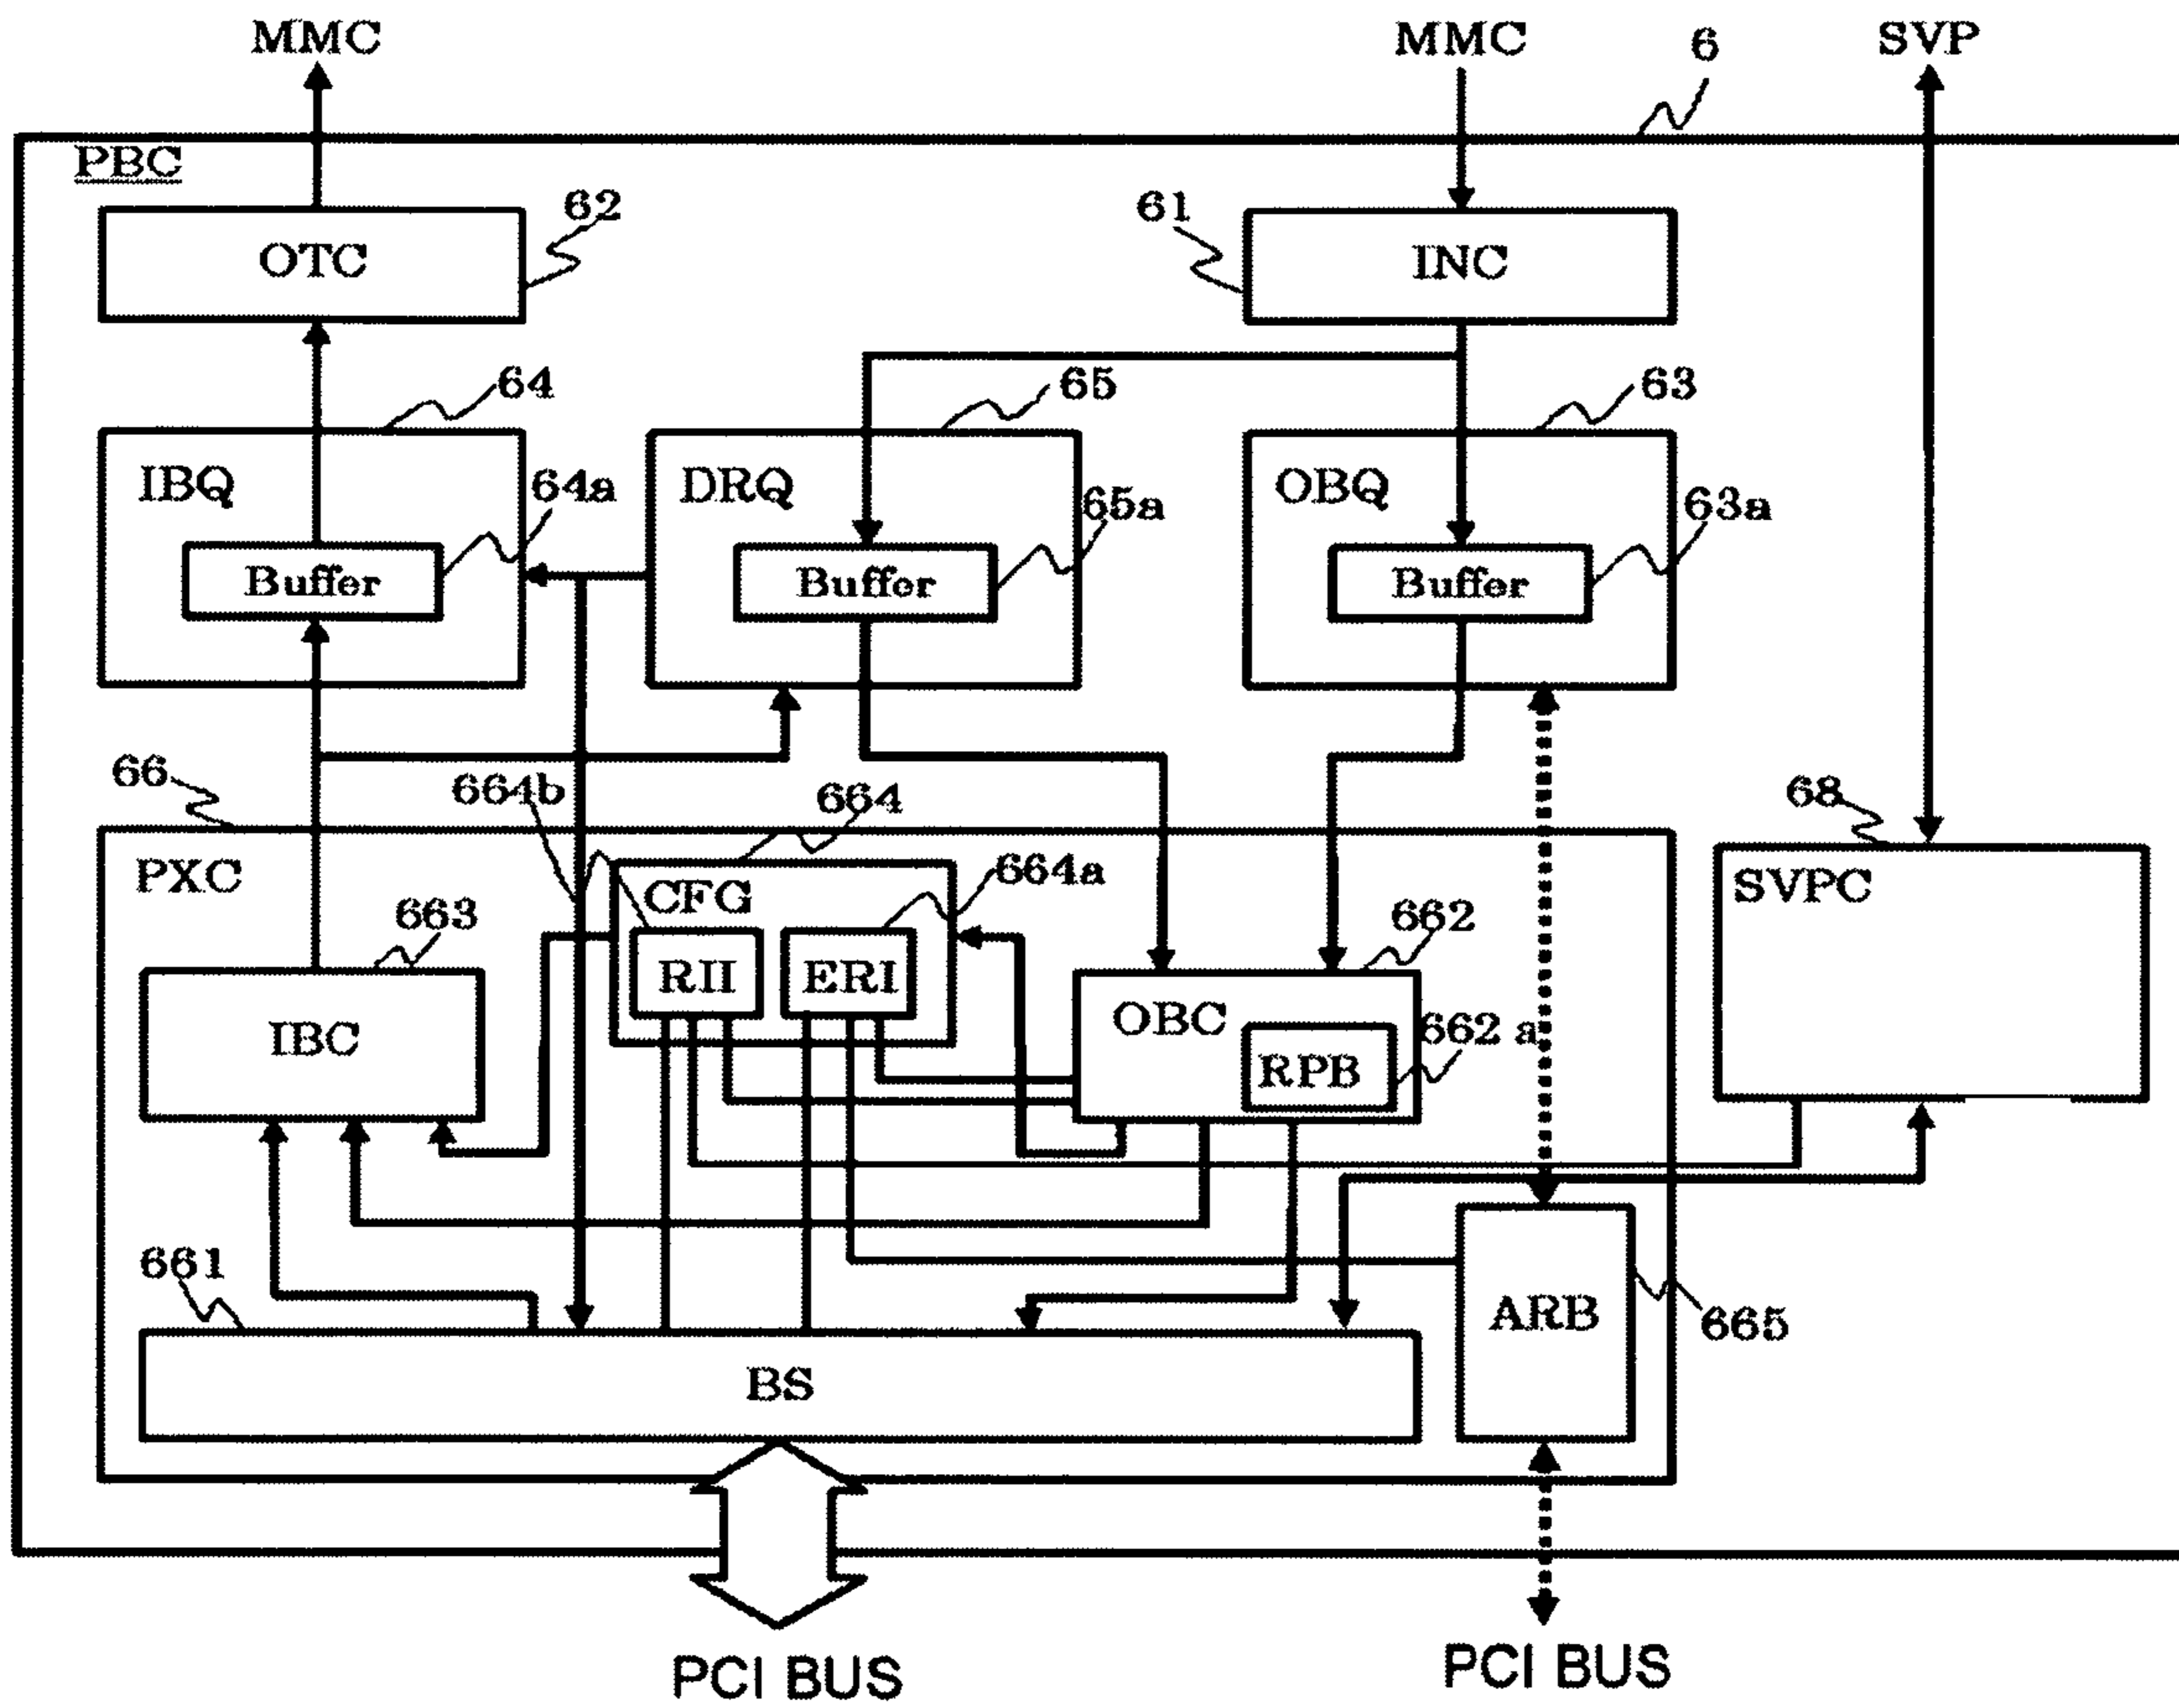 MMC MMC 6 SVP
PBC
62 61
OTC INC
64 65 63
IBQ 64a DRQ 65a OBQ 63a
Buffer Buffer Buffer
66 664b 664 68
PXC CFG 664a SVPC
663 662
RII ERI
IBC OBC 662 a
RPB
661
ARB 665
BS
PCI BUS PCI BUS